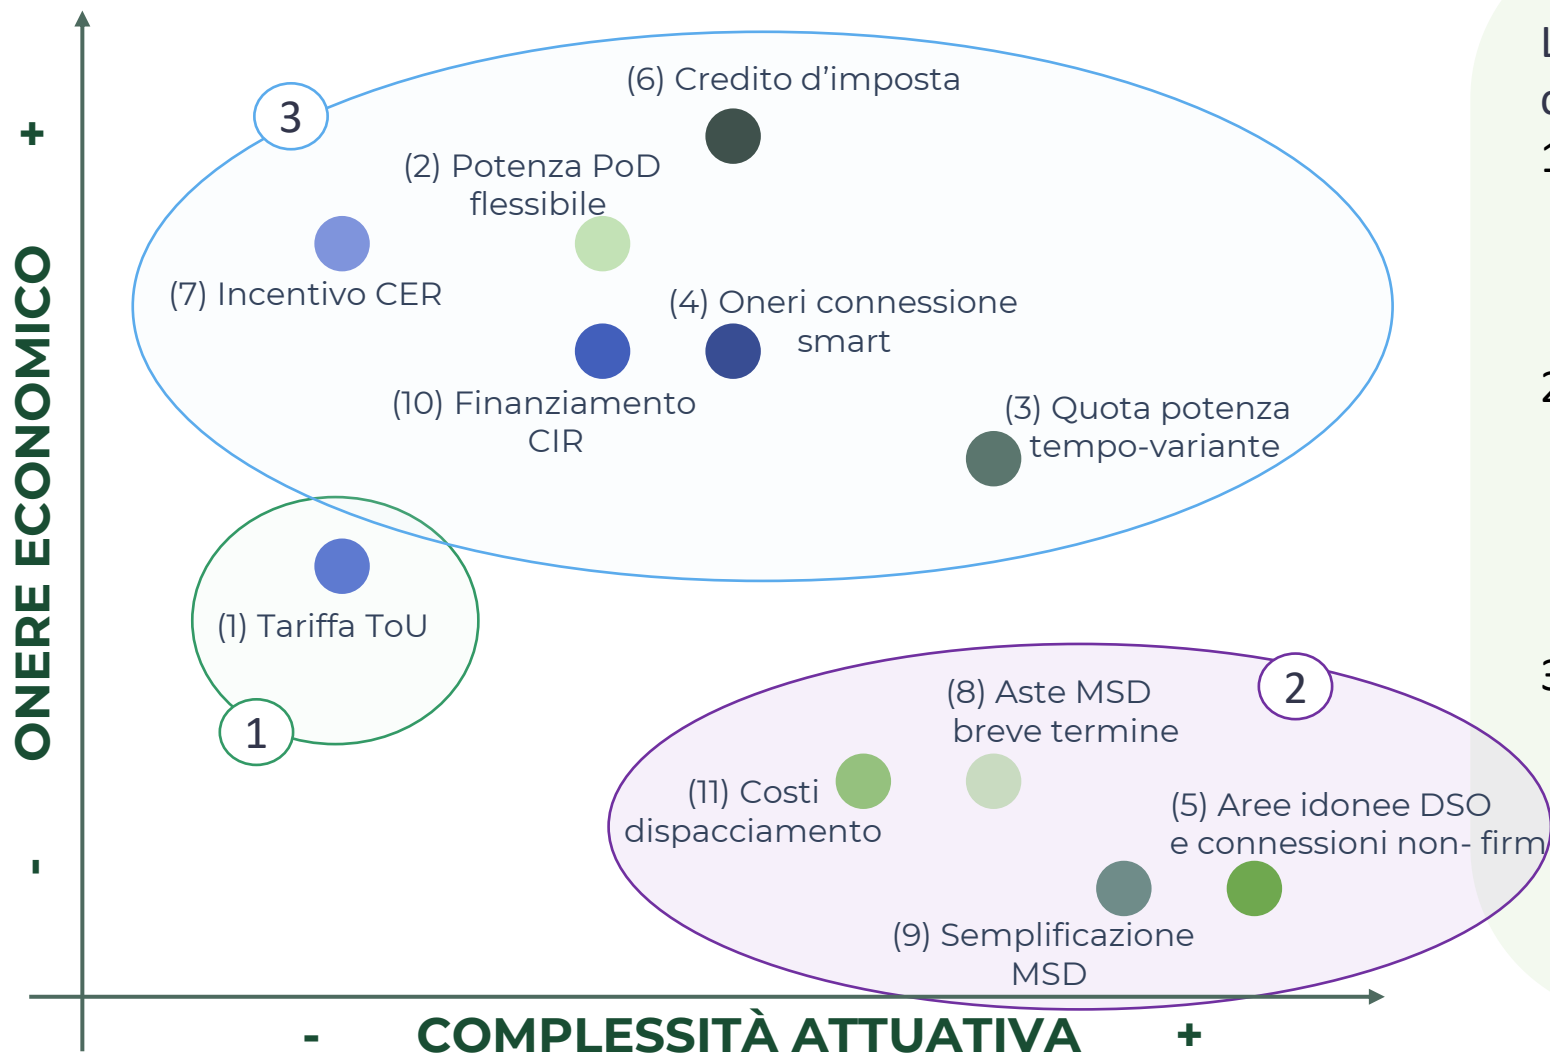 +
ONERE ECONOMICO
-
3
(6) Credito d’imposta
(2) Potenza PoD
flessibile
(7) Incentivo CER
(4) Oneri connessione
smart
(10) Finanziamento
CIR
(3) Quota potenza
tempo-variante
(1) Tariffa ToU
1
2
(8) Aste MSD
breve termine
(11) Costi
dispacciamento
(5) Aree idonee DSO
e connessioni non- firm
(9) Semplificazione
MSD
- COMPLESSITÀ ATTUATIVA +